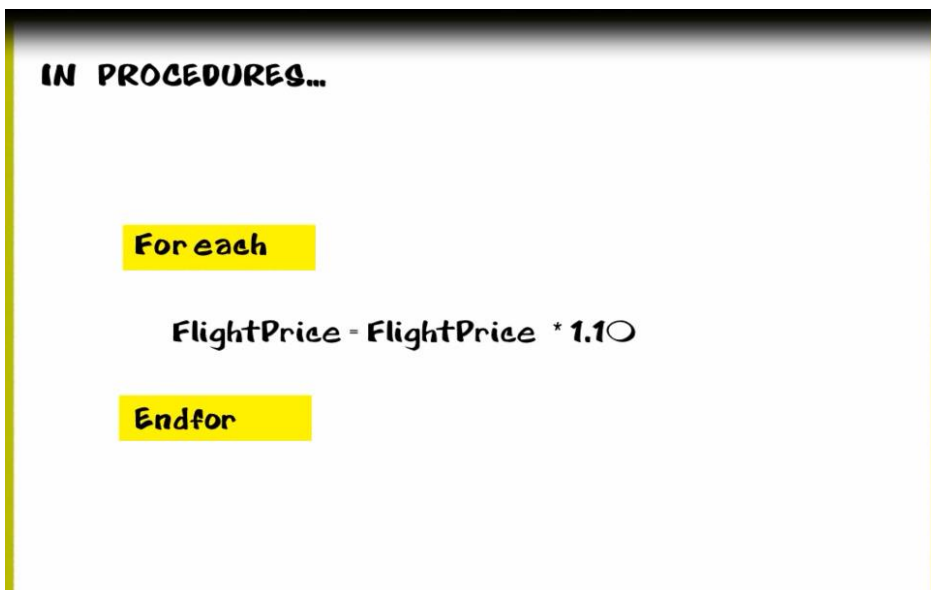 IN PROCEDURES...
For each
FlightPrice = FlightPrice * 1.10
Endfor